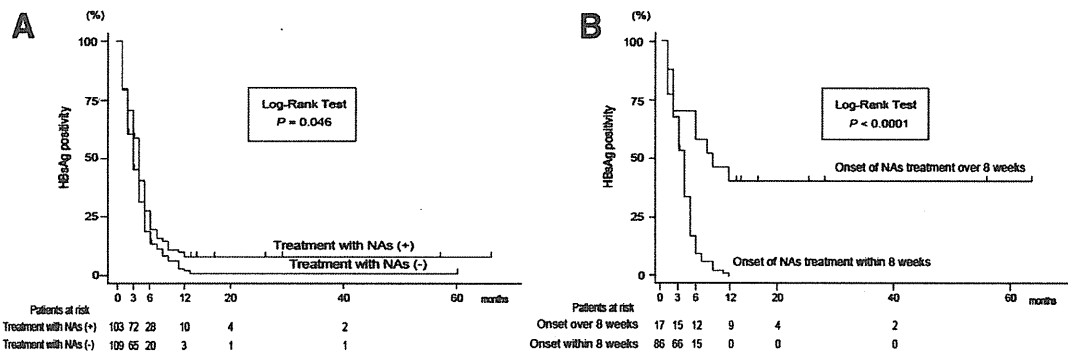 A
(%)
100
75
50
25
0
HBsAg positivity
Log-Rank Test
P = 0.046
Treatment with NAs (+)
Treatment with NAs (-)
0 3 6 12 20 40 60 months
Patients at risk
Treatment with NAs (+) 103 72 28 10 4 2
Treatment with NAs (-) 109 65 20 3 1 1
B
(%)
100
75
50
25
0
HBsAg positivity
Log-Rank Test
P < 0.0001
Onset of NAs treatment over 8 weeks
Onset of NAs treatment within 8 weeks
0 3 6 12 20 40 60 months
Patients at risk
Onset over 8 weeks 17 15 12 9 4 2
Onset within 8 weeks 86 66 15 0 0 0